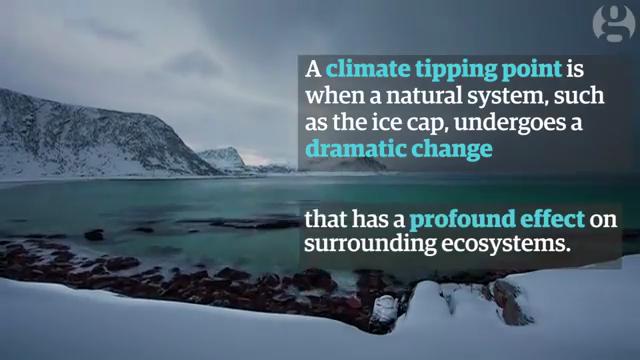 A climate tipping point is
when a natural system, such
as the ice cap, undergoes a
dramatic change
that has a profound effect on
surrounding ecosystems.